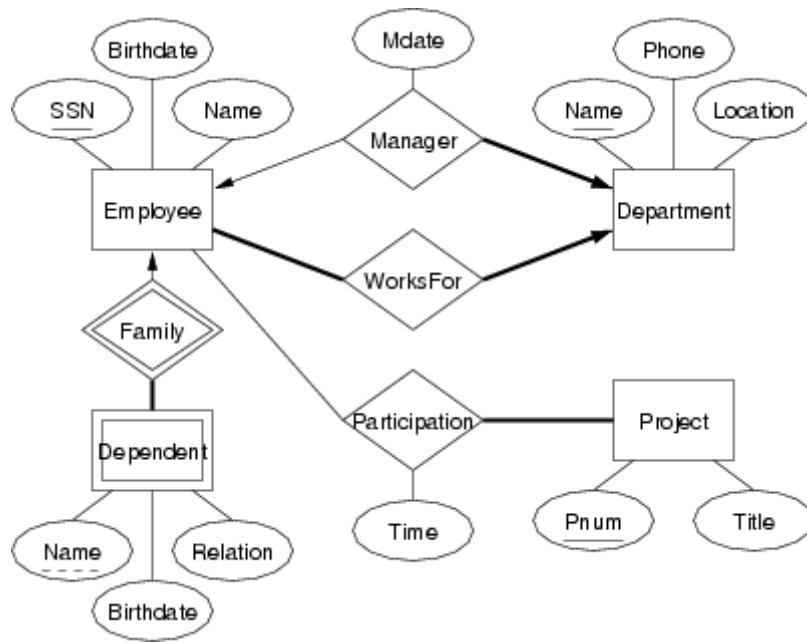 Birthdate
Mdate
Phone
SSN
Name
Name
Location
Manager
Employee
Department
WorksFor
Family
Participation
Project
Dependent
Time
Pnum
Title
Name
Relation
Birthdate